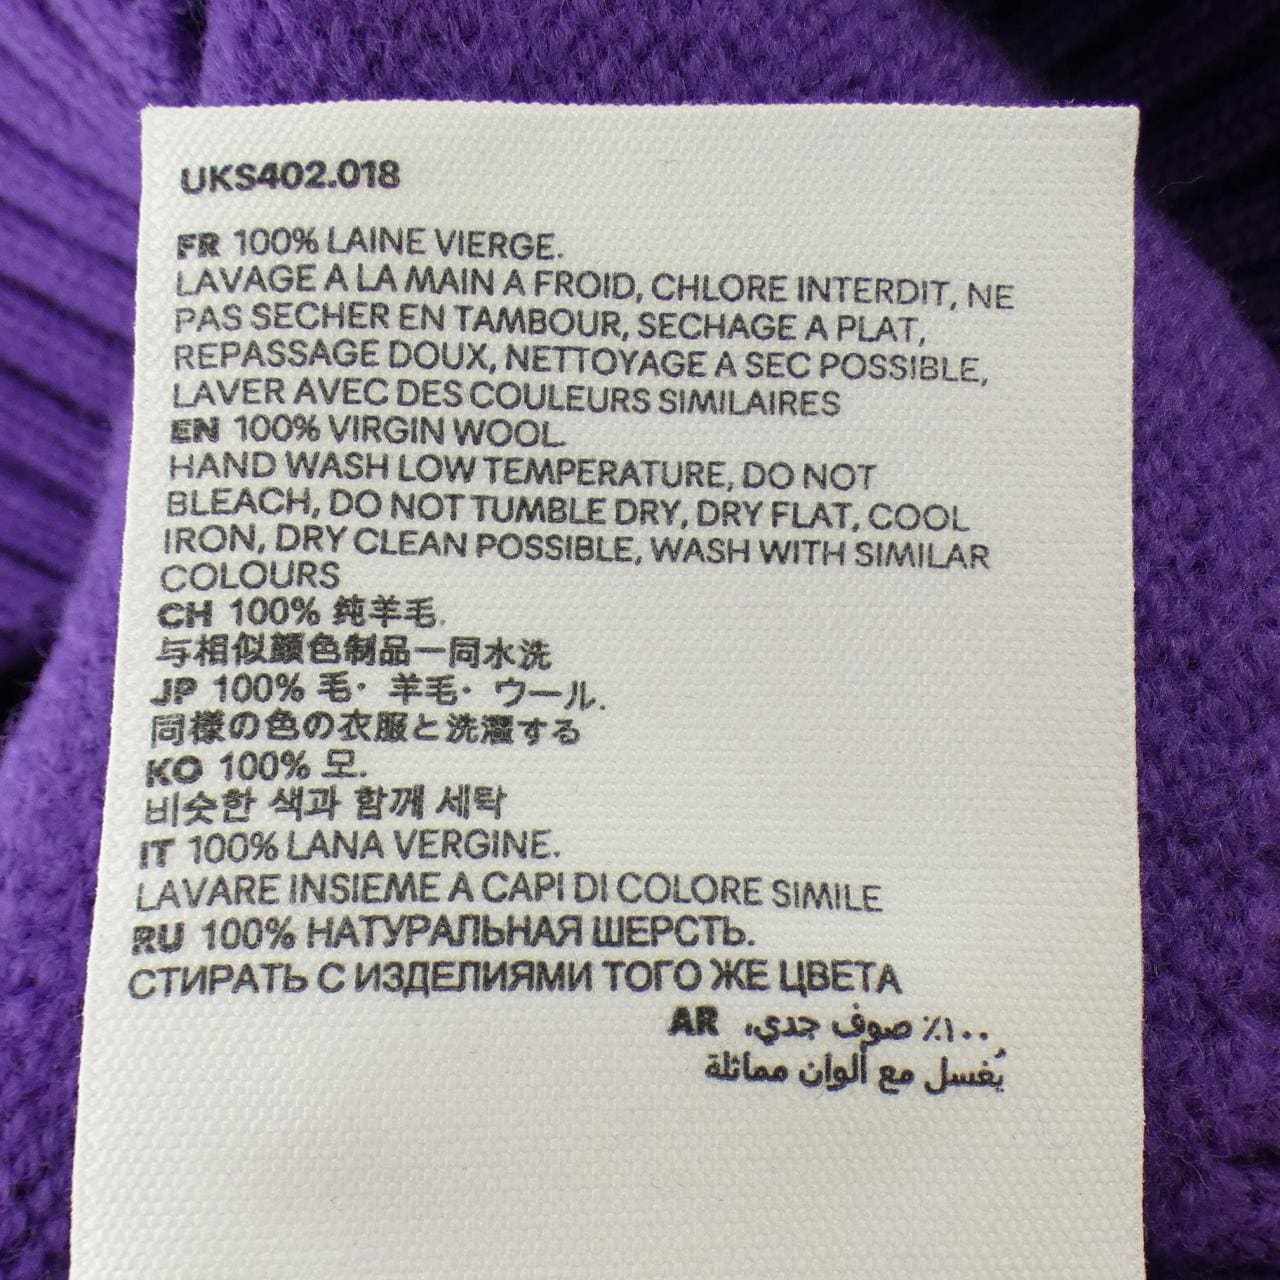 UKS402.018
FR 100% LAINE VIERGE.
LAVAGE A LA MAIN A FROID, CHLORE INTERDIT, NE
PAS SECHER EN TAMBOUR, SECHAGE A PLAT,
REPASSAGE DOUX, NETTOYAGE A SEC POSSIBLE,
LAVER AVEC DES COULEURS SIMILAIRES
EN 100% VIRGIN WOOL.
HAND WASH LOW TEMPERATURE, DO NOT
BLEACH, DO NOT TUMBLE DRY, DRY FLAT, COOL
IRON, DRY CLEAN POSSIBLE, WASH WITH SIMILAR
COLOURS
CH 100% 纯羊毛.
与相似颜色制品一同水洗
JP 100% 毛・羊毛・ウール.
同様の色の衣服と洗濯する
KO 100% 모.
비슷한 색과 함께 세탁
IT 100% LANA VERGINE.
LAVARE INSIEME A CAPI DI COLORE SIMILE
RU 100% НАТУРАЛЬНАЯ ШЕРСТЬ.
СТИРАТЬ С ИЗДЕЛИЯМИ ТОГО ЖЕ ЦВЕТА
١٠٠٪ صوف جدي، AR
يُغسل مع ألوان مماثلة